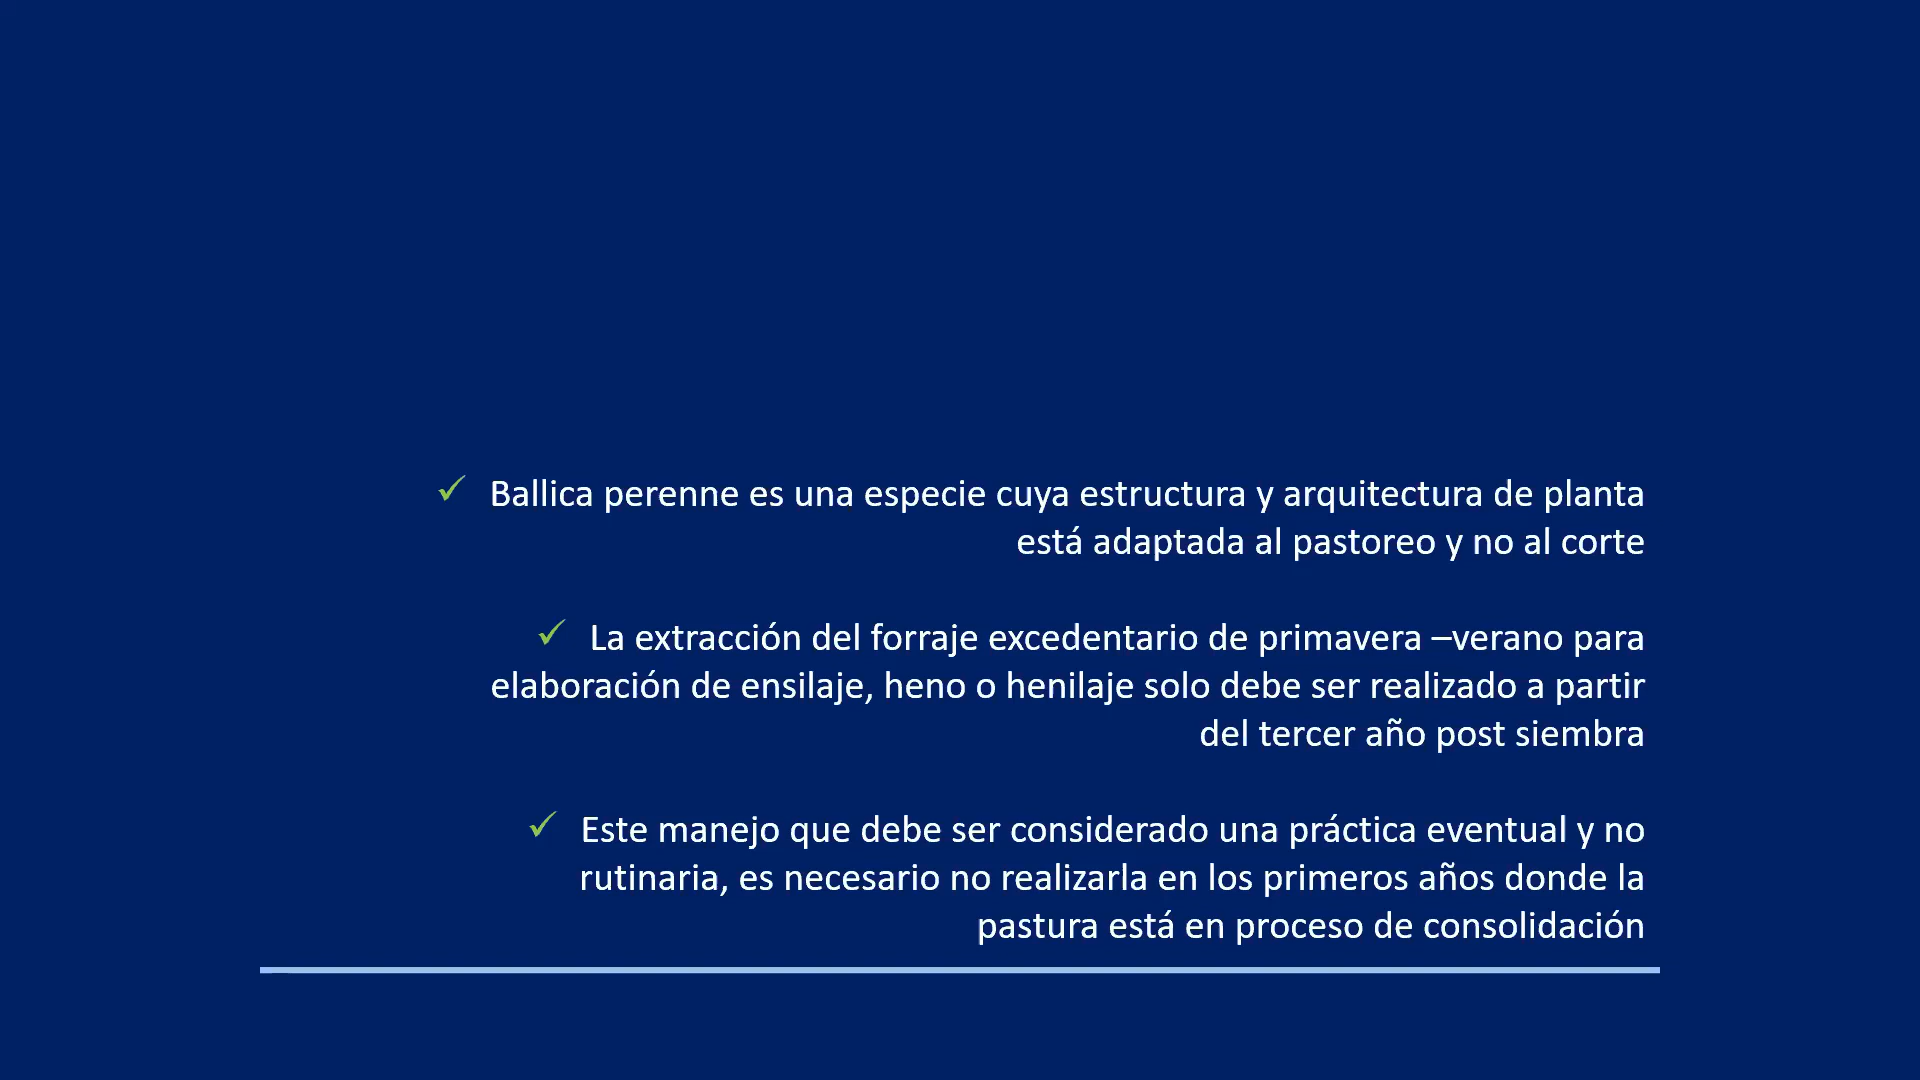 ✓ Ballica perenne es una especie cuya estructura y arquitectura de planta
está adaptada al pastoreo y no al corte
✓ La extracción del forraje excedentario de primavera –verano para
elaboración de ensilaje, heno o henilaje solo debe ser realizado a partir
del tercer año post siembra
✓ Este manejo que debe ser considerado una práctica eventual y no
rutinaria, es necesario no realizarla en los primeros años donde la
pastura está en proceso de consolidación